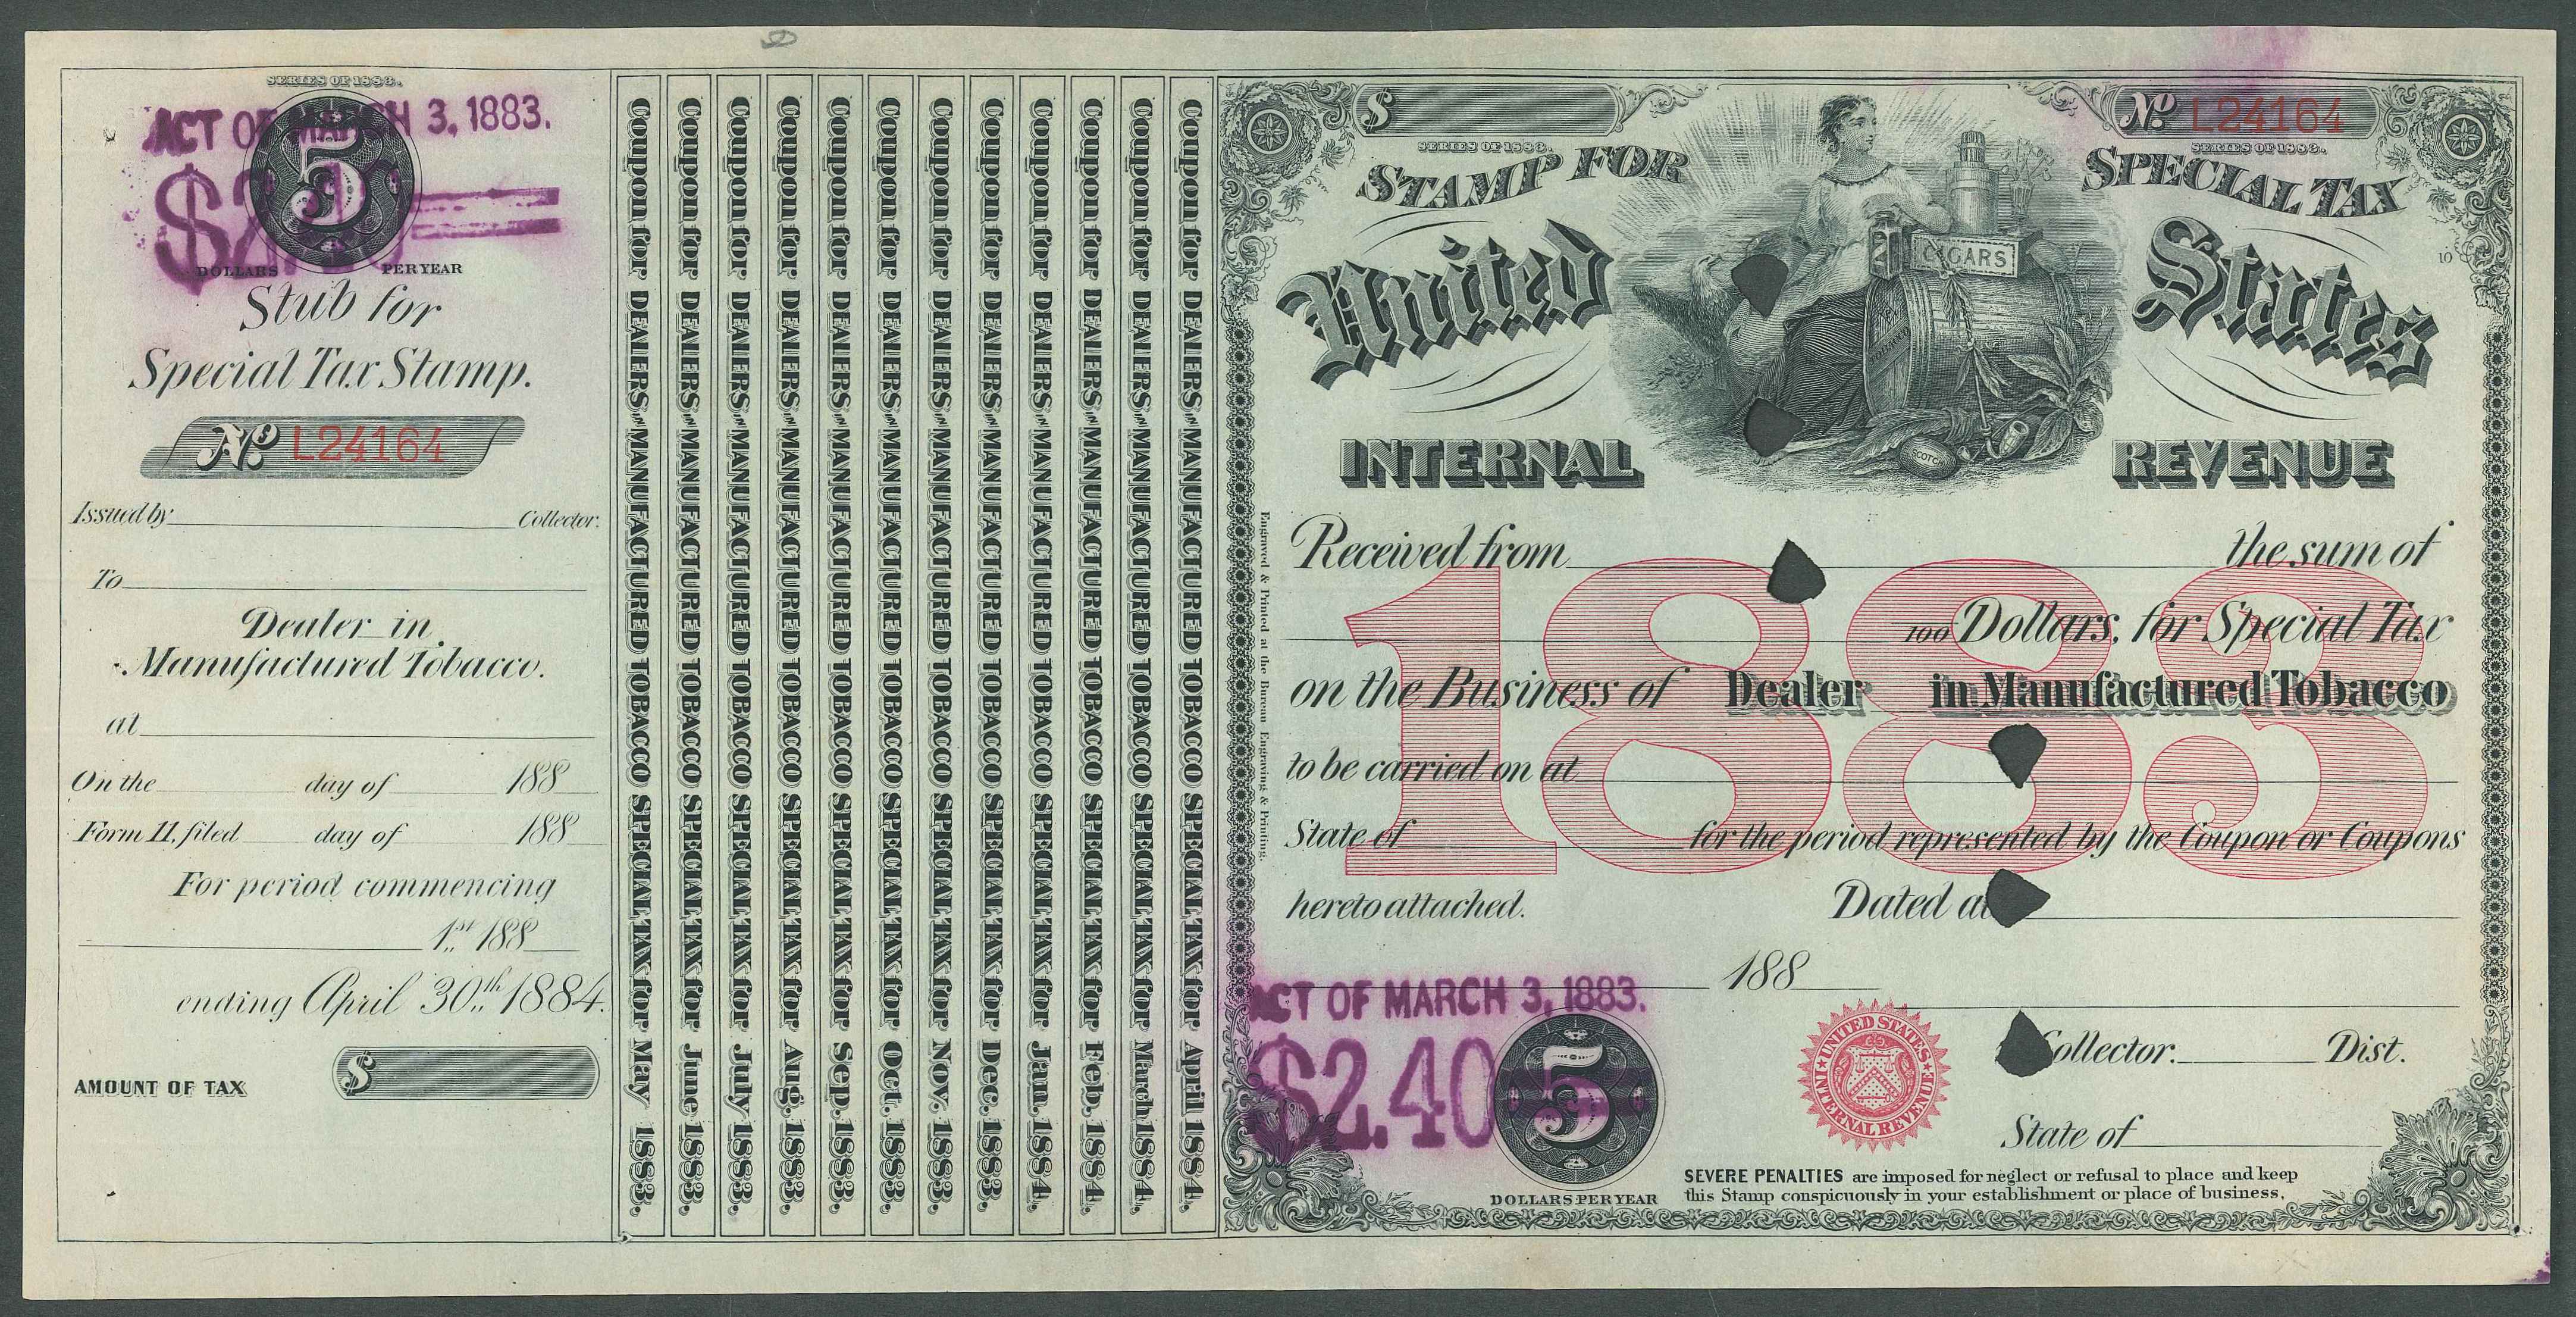 SERIES OF 1883.
ACT OF MARCH 3, 1883.
5
DOLLARS PER YEAR
Stub for
Special Tax Stamp.
No. L24164
Issued by Collector.
To
Dealer in
Manufactured Tobacco.
at
On the day of 188
Form 11, filed day of 188
For period commencing
1st 188
ending April 30th 1884.
AMOUNT OF TAX $
Coupon for DEALERS IN MANUFACTURED TOBACCO SPECIAL TAX for May 1883.
Coupon for DEALERS IN MANUFACTURED TOBACCO SPECIAL TAX for June 1883.
Coupon for DEALERS IN MANUFACTURED TOBACCO SPECIAL TAX for July 1883.
Coupon for DEALERS IN MANUFACTURED TOBACCO SPECIAL TAX for Aug. 1883.
Coupon for DEALERS IN MANUFACTURED TOBACCO SPECIAL TAX for Sep. 1883.
Coupon for DEALERS IN MANUFACTURED TOBACCO SPECIAL TAX for Oct. 1883.
Coupon for DEALERS IN MANUFACTURED TOBACCO SPECIAL TAX for Nov. 1883.
Coupon for DEALERS IN MANUFACTURED TOBACCO SPECIAL TAX for Dec. 1883.
Coupon for DEALERS IN MANUFACTURED TOBACCO SPECIAL TAX for Jan. 1884.
Coupon for DEALERS IN MANUFACTURED TOBACCO SPECIAL TAX for Feb. 1884.
Coupon for DEALERS IN MANUFACTURED TOBACCO SPECIAL TAX for March 1884.
Coupon for DEALERS IN MANUFACTURED TOBACCO SPECIAL TAX for April 1884.
$ No. L24164
SERIES OF 1883. SERIES OF 1883.
STAMP FOR SPECIAL TAX
United States
10
CIGARS
SCOTCH
INTERNAL REVENUE
Engraved & Printed at the Bureau Engraving & Printing.
1883
Received from the sum of
100 Dollars, for Special Tax
on the Business of Dealer in Manufactured Tobacco
to be carried on at
State of for the period represented by the Coupon or Coupons
hereto attached. Dated at
188
ACT OF MARCH 3, 1883.
$2.40
5
DOLLARS PER YEAR
UNITED STATES INTERNAL REVENUE
Collector. Dist.
State of
SEVERE PENALTIES are imposed for neglect or refusal to place and keep
this Stamp conspicuously in your establishment or place of business.